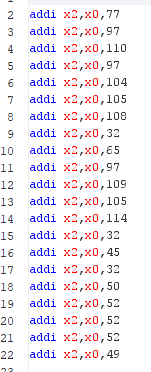 2 addi x2,x0,77
3 addi x2,x0,97
4 addi x2,x0,110
5 addi x2,x0,97
6 addi x2,x0,104
7 addi x2,x0,105
8 addi x2,x0,108
9 addi x2,x0,32
10 addi x2,x0,65
11 addi x2,x0,97
12 addi x2,x0,109
13 addi x2,x0,105
14 addi x2,x0,114
15 addi x2,x0,32
16 addi x2,x0,45
17 addi x2,x0,32
18 addi x2,x0,50
19 addi x2,x0,52
20 addi x2,x0,52
21 addi x2,x0,52
22 addi x2,x0,49